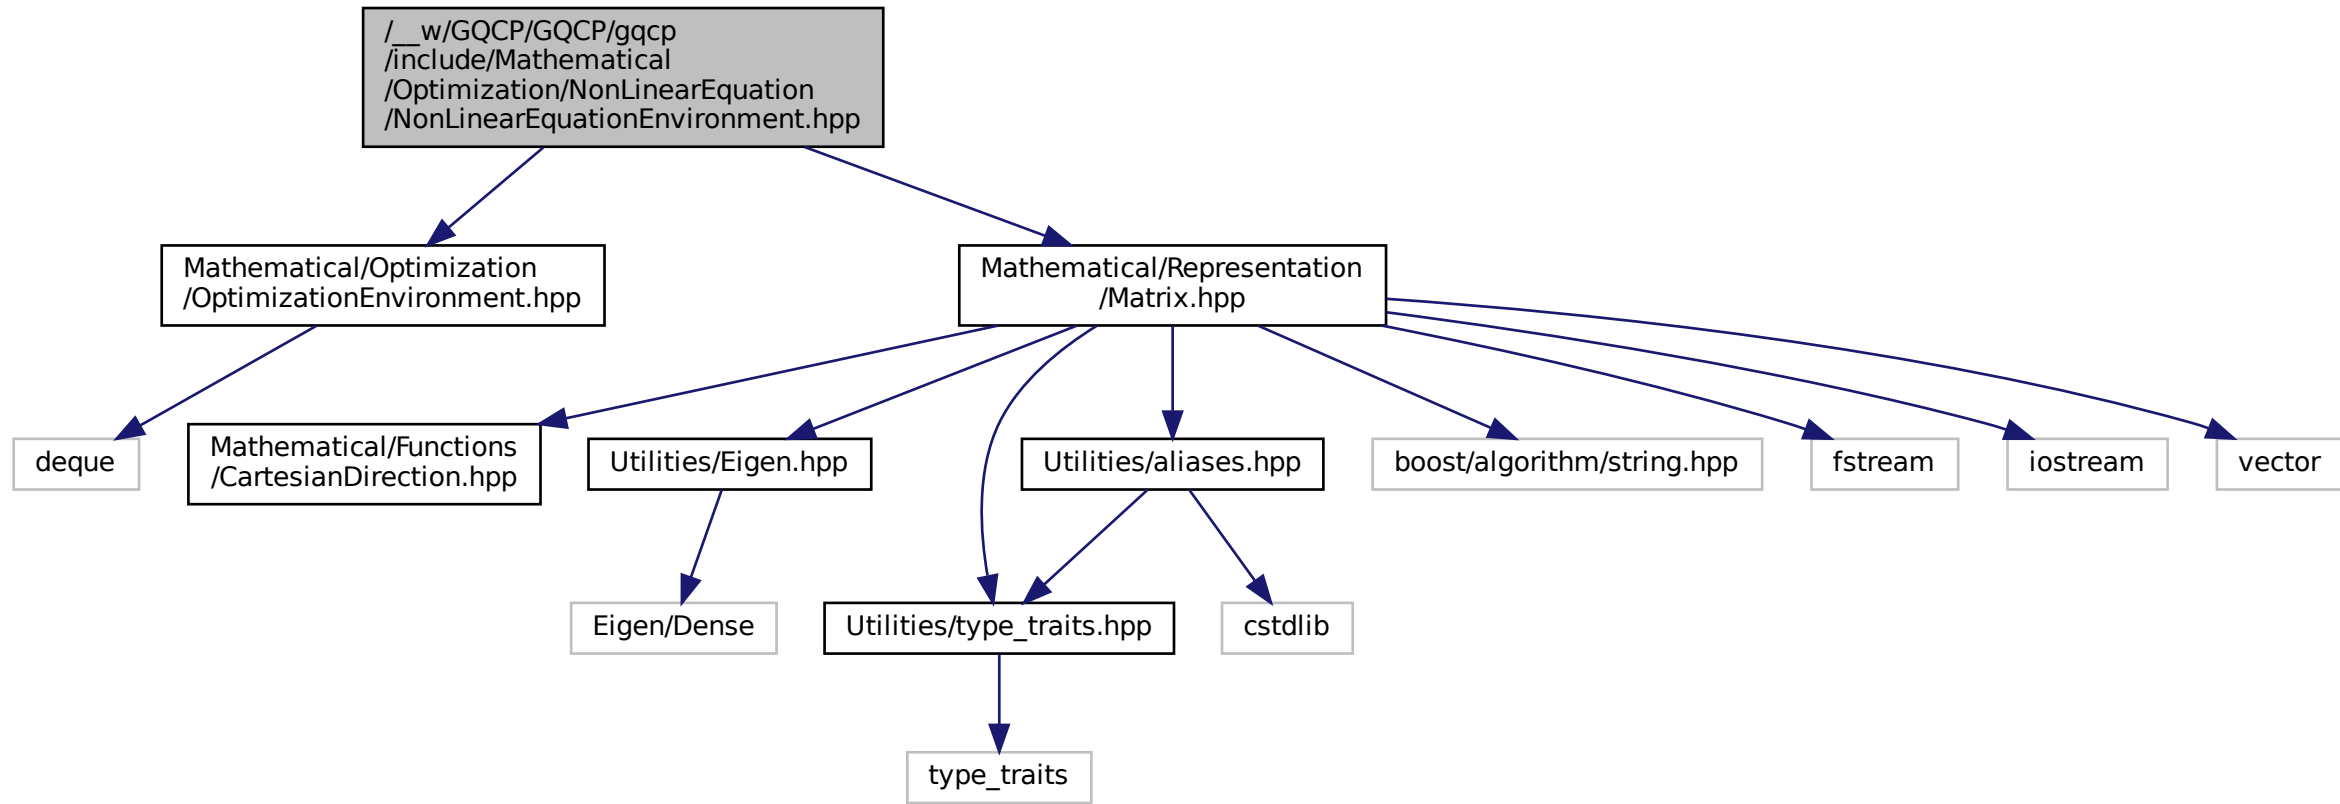 /__w/GQCP/GQCP/gqcp
/include/Mathematical
/Optimization/NonLinearEquation
/NonLinearEquationEnvironment.hpp
Mathematical/Optimization
/OptimizationEnvironment.hpp
Mathematical/Representation
/Matrix.hpp
deque
Mathematical/Functions
/CartesianDirection.hpp
Utilities/Eigen.hpp
Utilities/aliases.hpp
boost/algorithm/string.hpp
fstream
iostream
vector
Eigen/Dense
Utilities/type_traits.hpp
cstdlib
type_traits